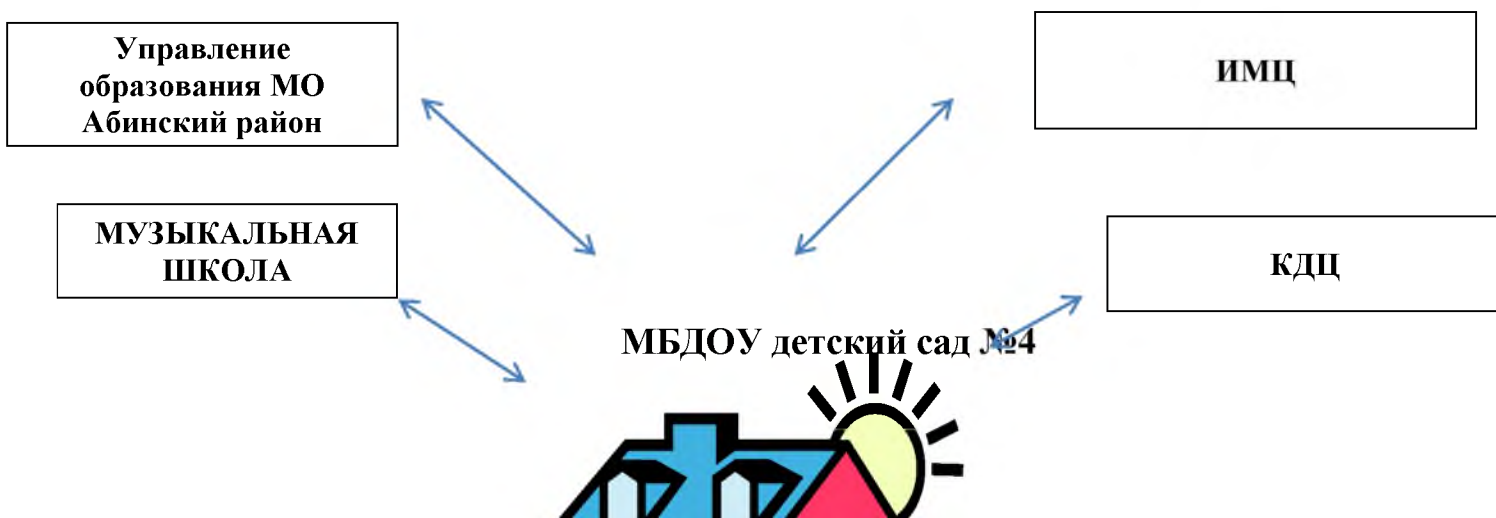 Управление
образования МО
Абинский район
ИМЦ
МУЗЫКАЛЬНАЯ
ШКОЛА
КДЦ
МБДОУ детский сад №4